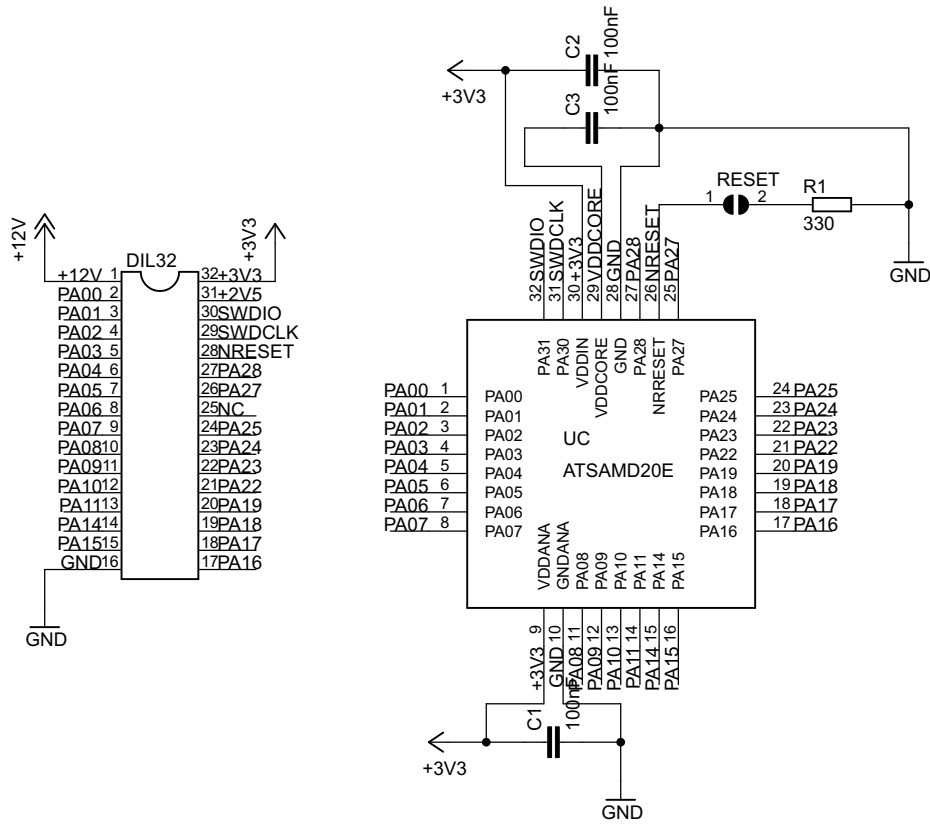 C2 100nF
+3V3
C3 100nF
RESET
1 2
R1
330
GND
+12V
+3V3
DIL32
+12V 1
PA00 2
PA01 3
PA02 4
PA03 5
PA04 6
PA05 7
PA06 8
PA07 9
PA08 10
PA09 11
PA10 12
PA11 13
PA14 14
PA15 15
GND 16
32 +3V3
31 +2V5
30 SWDIO
29 SWDCLK
28 NRESET
27 PA28
26 PA27
25 NC
24 PA25
23 PA24
22 PA23
21 PA22
20 PA19
19 PA18
18 PA17
17 PA16
GND
32 SWDIO
31 SWDCLK
30 +3V3
29 VDDCORE
28 GND
27 PA28
26 NRESET
25 PA27
PA31
PA30
VDDIN
VDDCORE
GND
PA28
NRRESET
PA27
PA00 1 PA00
PA01 2 PA01
PA02 3 PA02
PA03 4 PA03
PA04 5 PA04
PA05 6 PA05
PA06 7 PA06
PA07 8 PA07
UC
ATSAMD20E
PA25 24 PA25
PA24 23 PA24
PA23 22 PA23
PA22 21 PA22
PA19 20 PA19
PA18 19 PA18
PA17 18 PA17
PA16 17 PA16
VDDANA
GNDANA
PA08
PA09
PA10
PA11
PA14
PA15
+3V3 9
GND 10
PA08 11
PA09 12
PA10 13
PA11 14
PA14 15
PA15 16
C1
100nF
+3V3
GND